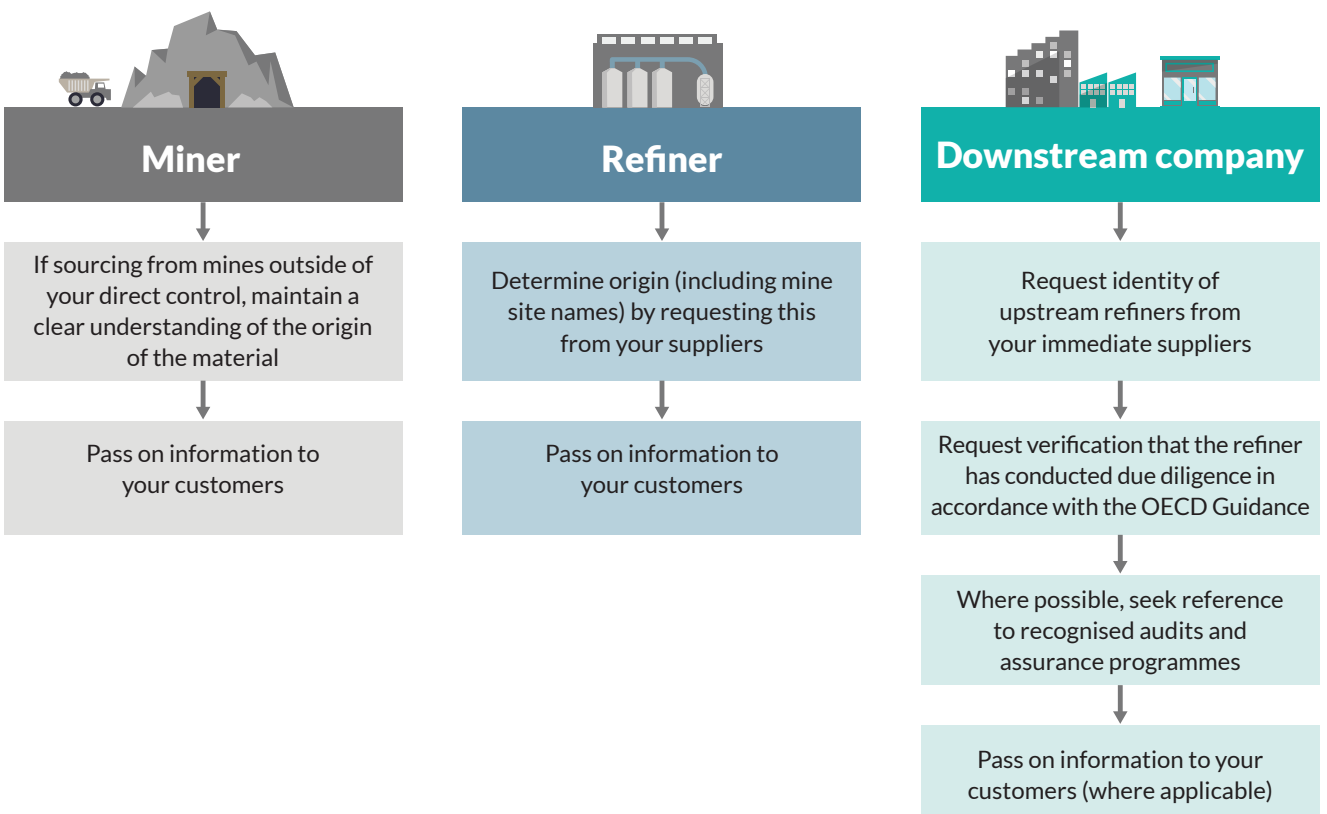 Miner
If sourcing from mines outside of
your direct control, maintain a
clear understanding of the origin
of the material
Pass on information to
your customers
Refiner
Determine origin (including mine
site names) by requesting this
from your suppliers
Pass on information to
your customers
Downstream company
Request identity of
upstream refiners from
your immediate suppliers
Request verification that the refiner
has conducted due diligence in
accordance with the OECD Guidance
Where possible, seek reference
to recognised audits and
assurance programmes
Pass on information to your
customers (where applicable)